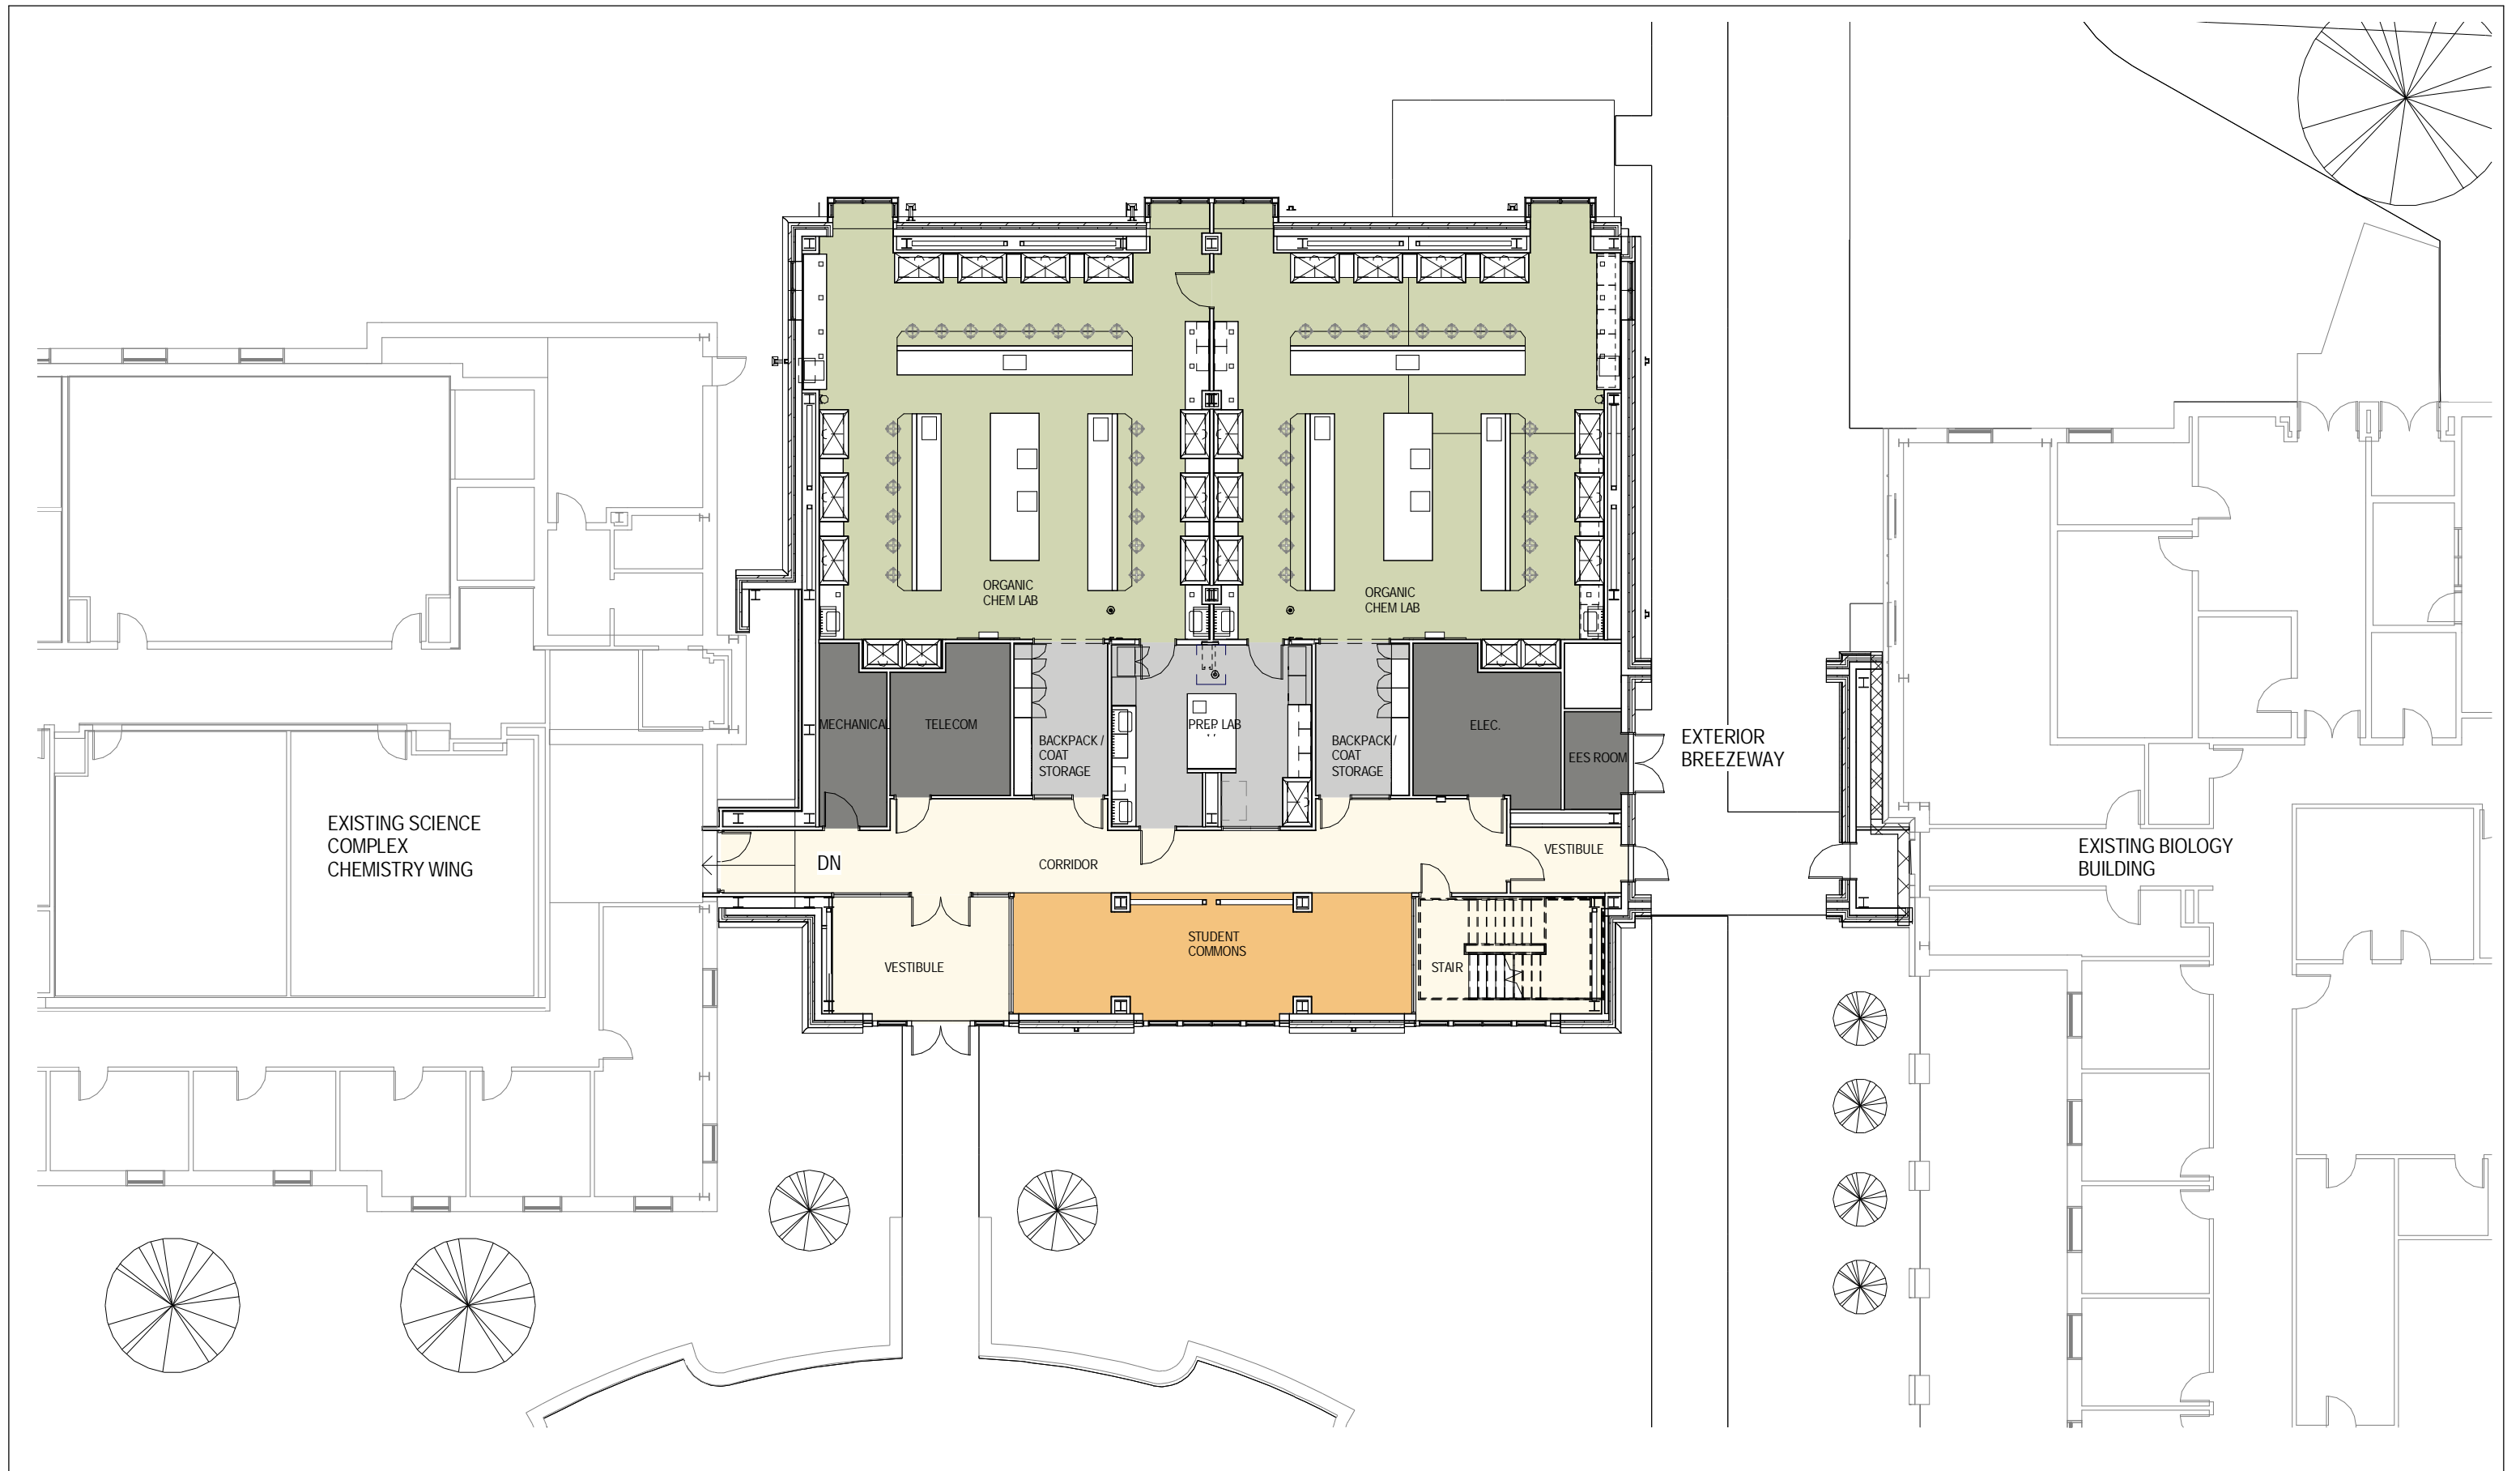 ORGANIC
CHEM LAB
ORGANIC
CHEM LAB
MECHANICAL
TELECOM
BACKPACK /
COAT
STORAGE
PREP LAB
BACKPACK /
COAT
STORAGE
ELEC.
EES ROOM
EXTERIOR
BREEZEWAY
EXISTING SCIENCE
COMPLEX
CHEMISTRY WING
DN
CORRIDOR
VESTIBULE
EXISTING BIOLOGY
BUILDING
VESTIBULE
STUDENT
COMMONS
STAIR